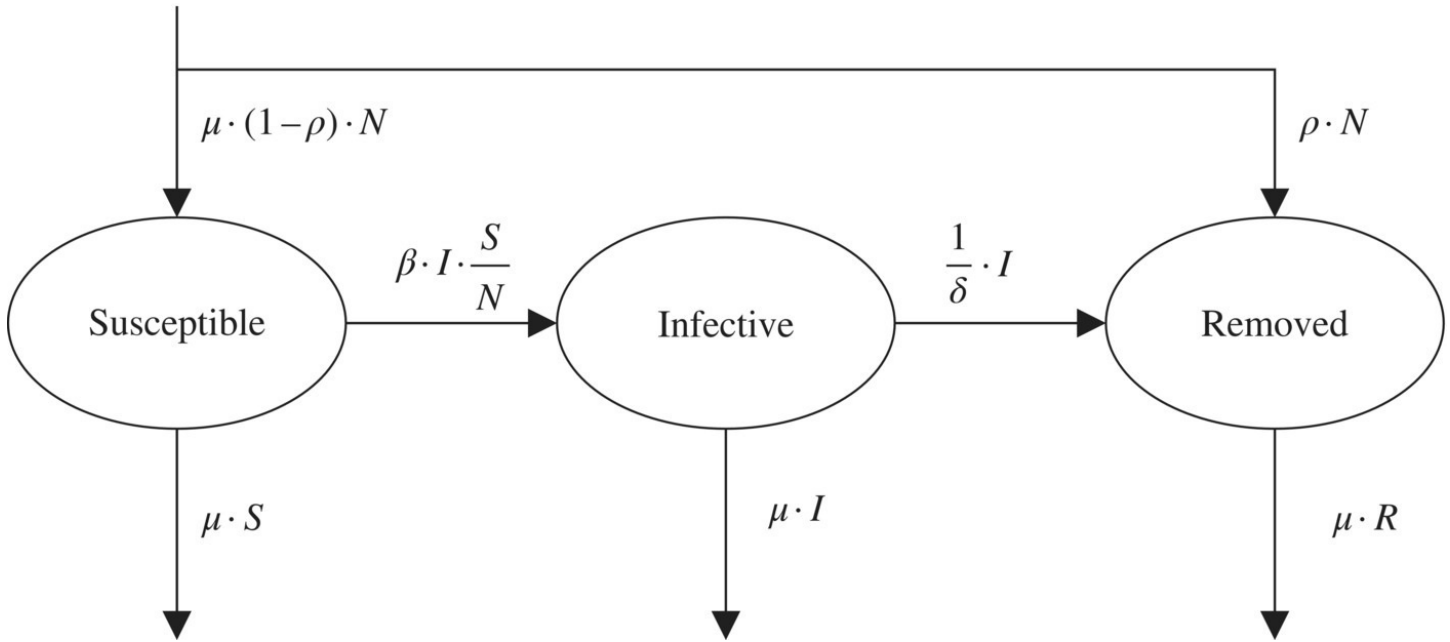 μ · (1 – ρ) · N
ρ · N
β · I · S/N
1/δ · I
Susceptible
Infective
Removed
μ · S
μ · I
μ · R